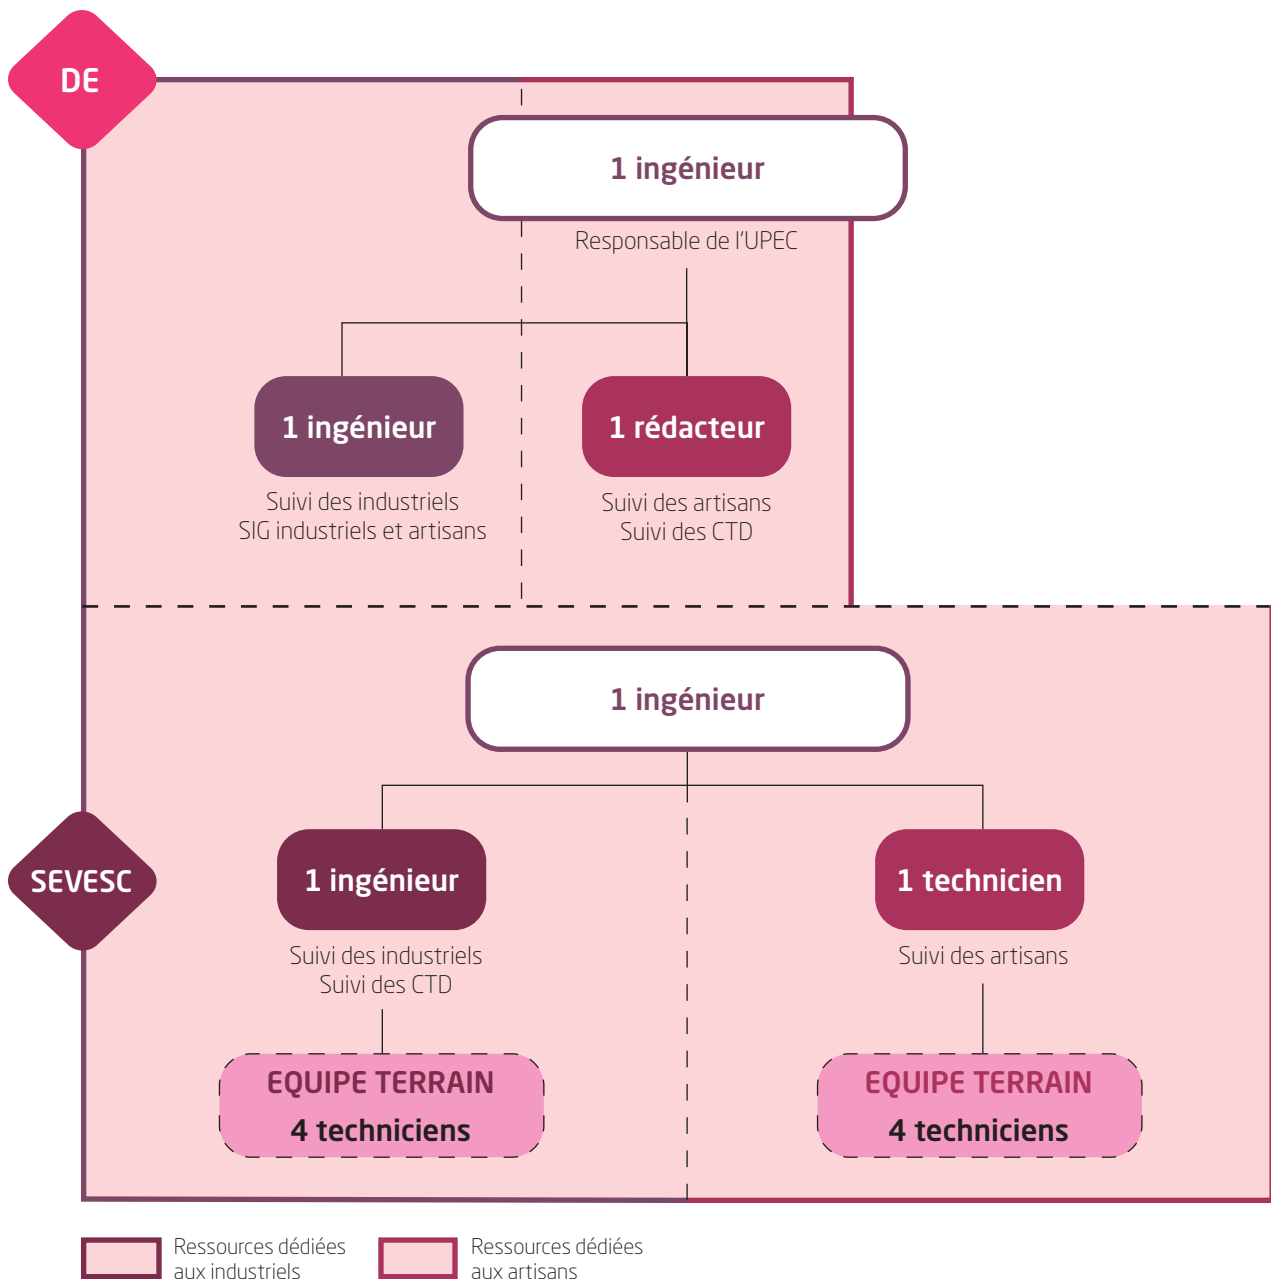 DE
1 ingénieur
Responsable de l'UPEC
1 ingénieur
Suivi des industriels
SIG industriels et artisans
1 rédacteur
Suivi des artisans
Suivi des CTD
1 ingénieur
SEVESC
1 ingénieur
Suivi des industriels
Suivi des CTD
1 technicien
Suivi des artisans
EQUIPE TERRAIN
4 techniciens
EQUIPE TERRAIN
4 techniciens
Ressources dédiées
aux industriels
Ressources dédiées
aux artisans